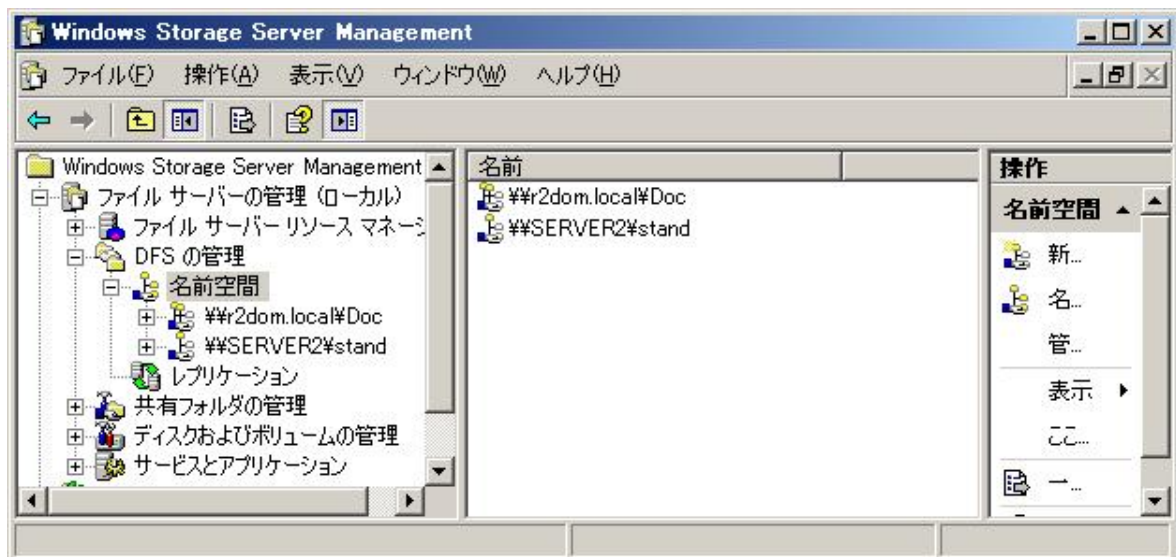 Windows Storage Server Management
ファイル(F) 操作(A) 表示(V) ウィンドウ(W) ヘルプ(H)
Windows Storage Server Management
ファイル サーバーの管理 (ローカル)
ファイル サーバー リソース マネージ
DFS の管理
名前空間
¥¥r2dom.local¥Doc
¥¥SERVER2¥stand
レプリケーション
共有フォルダの管理
ディスクおよびボリュームの管理
サービスとアプリケーション
名前
¥¥r2dom.local¥Doc
¥¥SERVER2¥stand
操作
名前空間
新...
名...
管...
表示
ここ...
一...